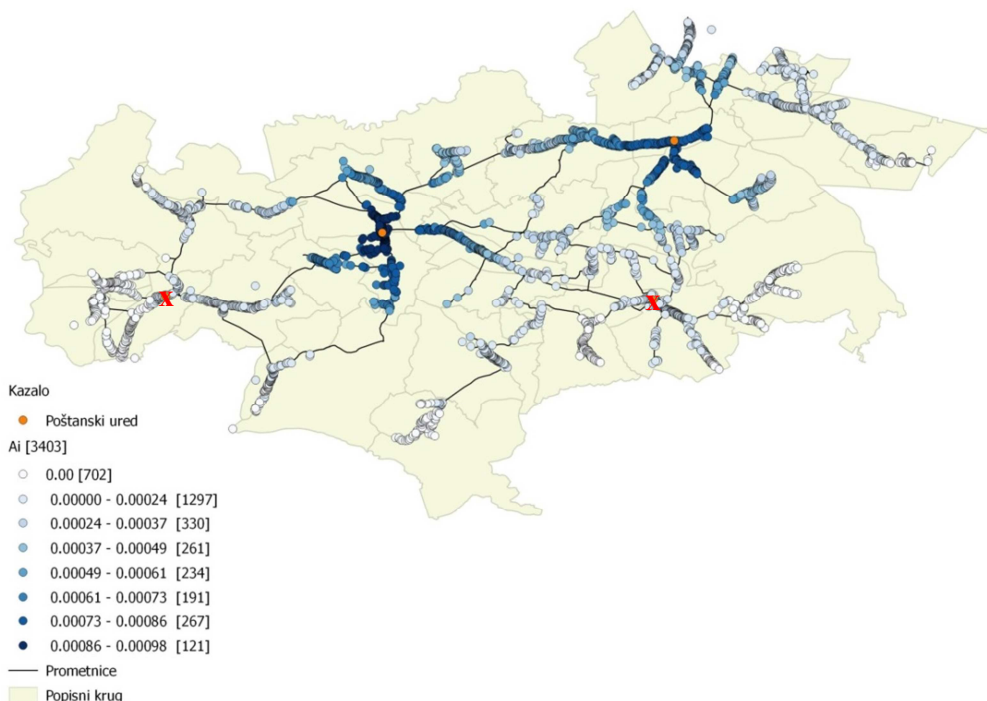 X
X
Kazalo
Poštanski ured
Ai [3403]
0.00 [702]
0.00000 - 0.00024 [1297]
0.00024 - 0.00037 [330]
0.00037 - 0.00049 [261]
0.00049 - 0.00061 [234]
0.00061 - 0.00073 [191]
0.00073 - 0.00086 [267]
0.00086 - 0.00098 [121]
Prometnice
Popisni krug